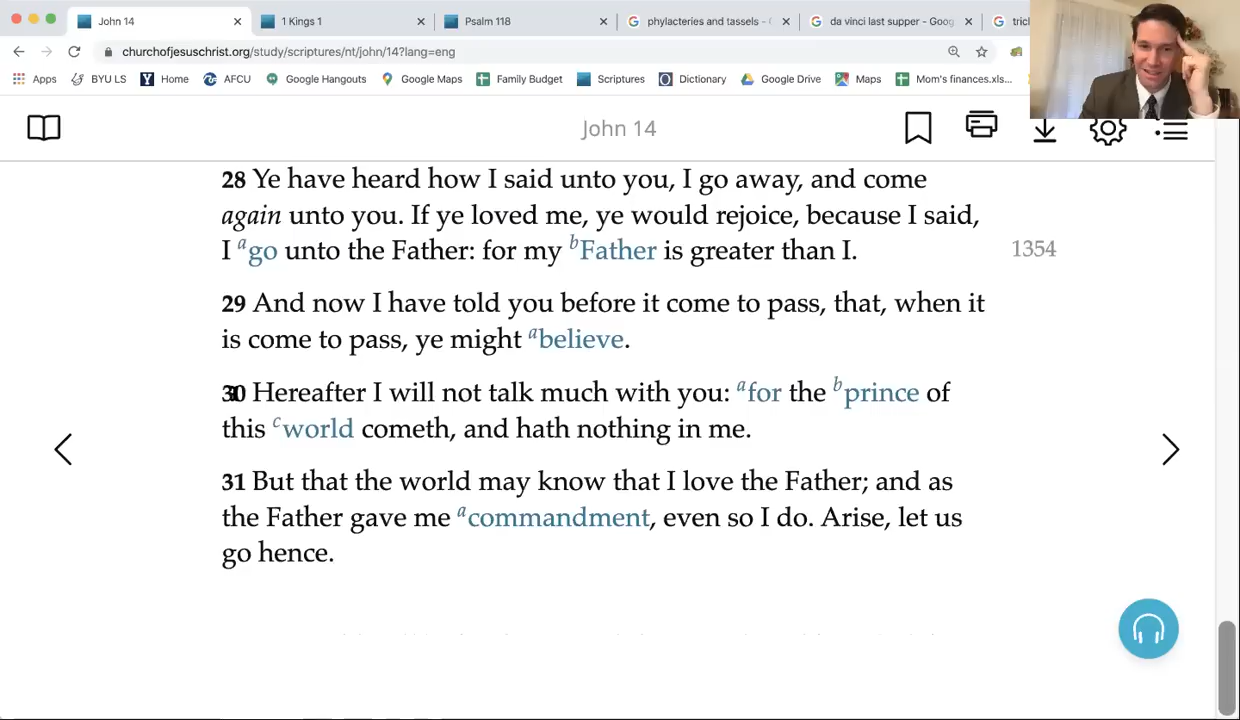 John 14
1 Kings 1
Psalm 118
phylacteries and tassels – G
da vinci last supper - Goog
tricl
churchofjesuschrist.org/study/scriptures/nt/john/14?lang=eng
Apps BYU LS Home AFCU Google Hangouts Google Maps Family Budget Scriptures Dictionary Google Drive Maps Mom's finances.xls...
John 14
28 Ye have heard how I said unto you, I go away, and come
again unto you. If ye loved me, ye would rejoice, because I said,
I a go unto the Father: for my b Father is greater than I.
1354
29 And now I have told you before it come to pass, that, when it
is come to pass, ye might a believe.
30 Hereafter I will not talk much with you: a for the b prince of
this c world cometh, and hath nothing in me.
31 But that the world may know that I love the Father; and as
the Father gave me a commandment, even so I do. Arise, let us
go hence.